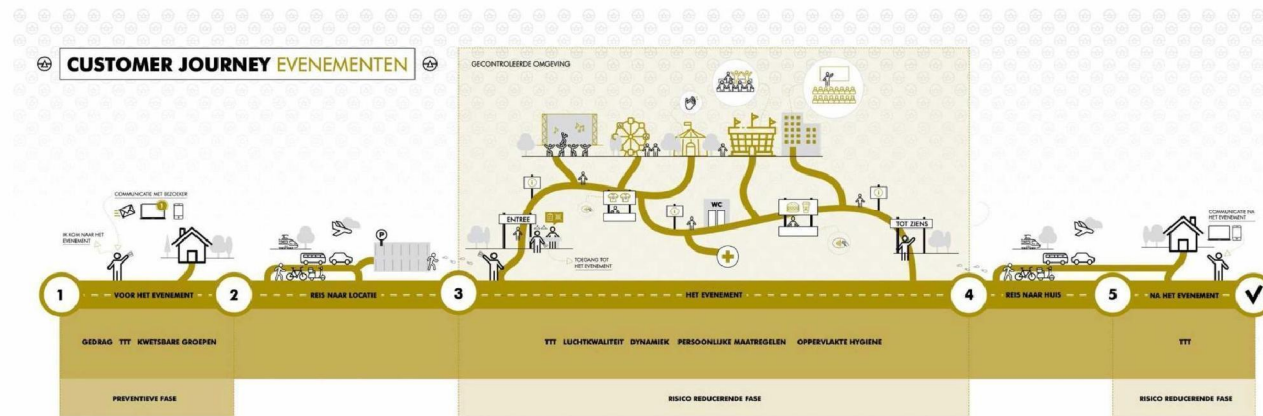 CUSTOMER JOURNEY EVENEMENTEN
GECONTROLEERDE OMGEVING
COMMUNICATIE MET BEZOEKER
IK KOM NAAR HET
EVENEMENT
P
ENTREE
TOEGANG TOT
HET EVENEMENT
WC
TOT ZIENS
COMMUNICATIE NA
HET EVENEMENT
1 VOOR HET EVENEMENT 2 REIS NAAR LOCATIE 3 HET EVENEMENT 4 REIS NAAR HUIS 5 NA HET EVENEMENT
GEDRAG TTT KWETSBARE GROEPEN
TTT LUCHTKWALITEIT DYNAMIEK PERSOONLIJKE MAATREGELEN OPPERVLAKTE HYGIENE
TTT
PREVENTIEVE FASE
RISICO REDUCERENDE FASE
RISICO REDUCERENDE FASE